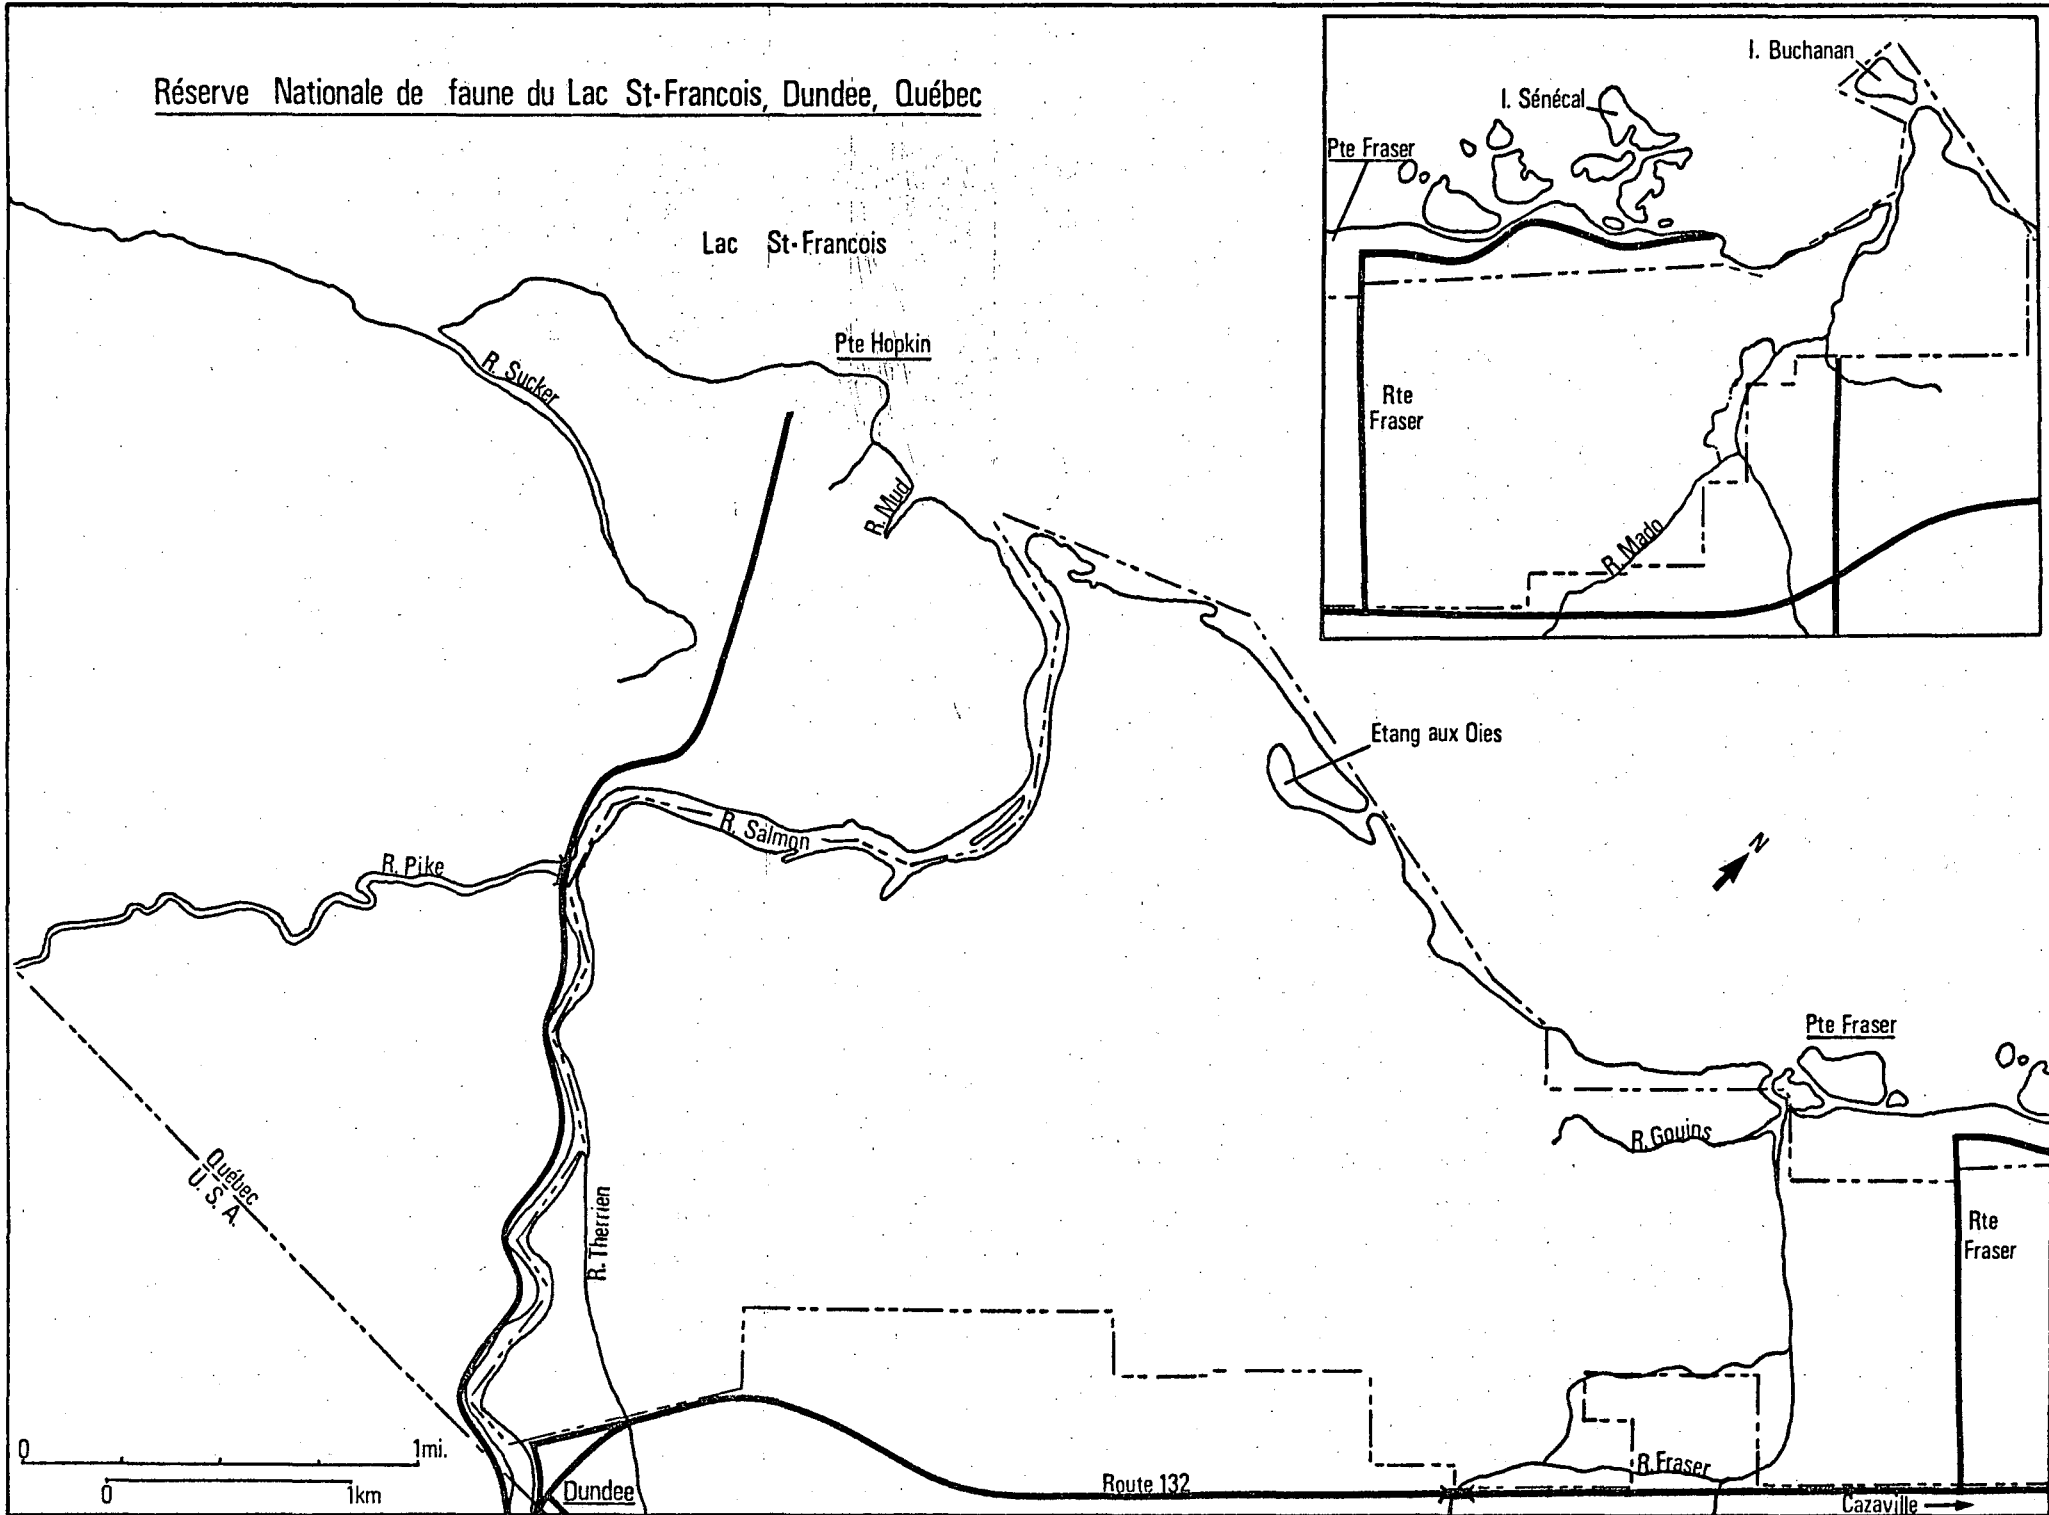 Réserve Nationale de faune du Lac St-Francois, Dundee, Québec
I. Buchanan
I. Sénécal
Pte Fraser
Rte
Fraser
R. Mado
Lac St-Francois
Pte Hopkin
R. Sucker
R. Mud
Etang aux Oies
N
R. Salmon
R. Pike
Pte Fraser
R. Gouins
Québec
U.S.A.
R. Therrien
Rte
Fraser
0 1mi.
0 1km
Dundee
Route 132
R. Fraser
Cazaville